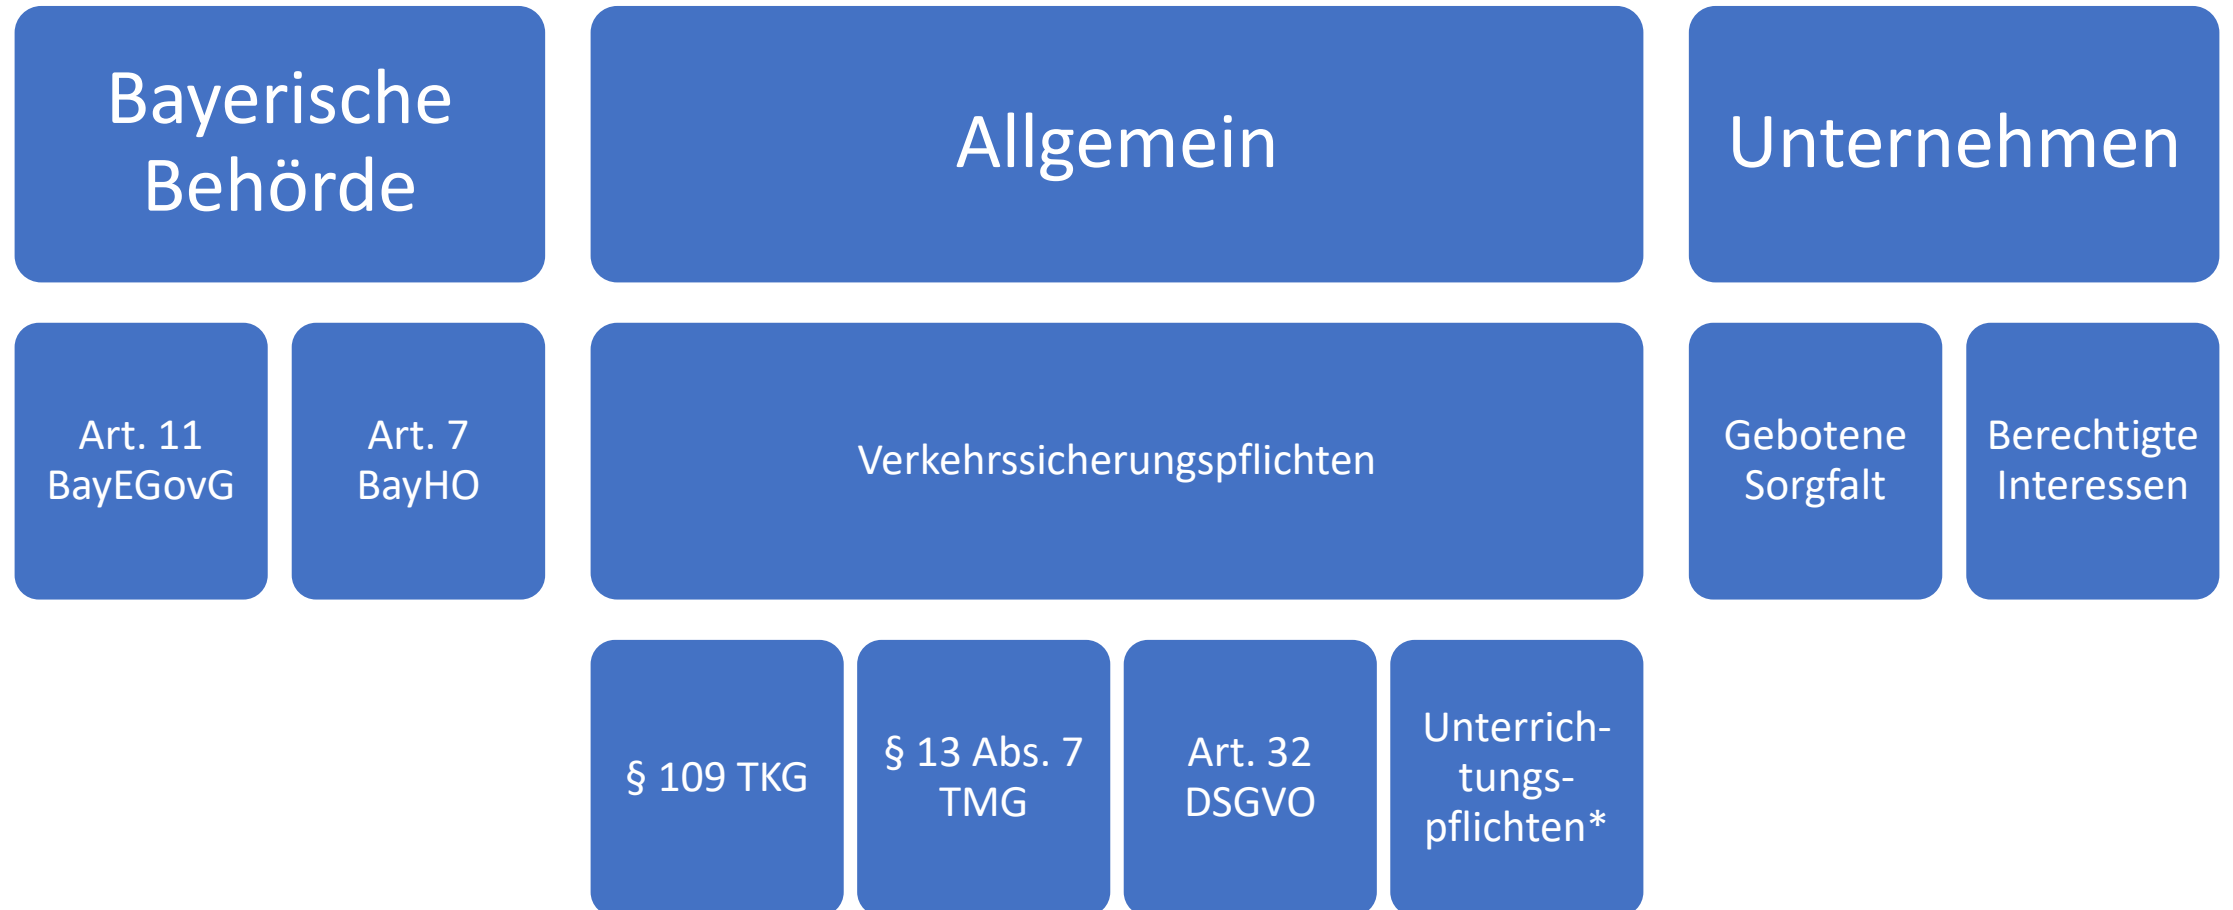 Bayerische
Behörde
Allgemein
Unternehmen
Art. 11
BayEGovG
Art. 7
BayHO
Verkehrssicherungspflichten
Gebotene
Sorgfalt
Berechtigte
Interessen
§ 109 TKG
§ 13 Abs. 7
TMG
Art. 32
DSGVO
Unterrich-
tungs-
pflichten*